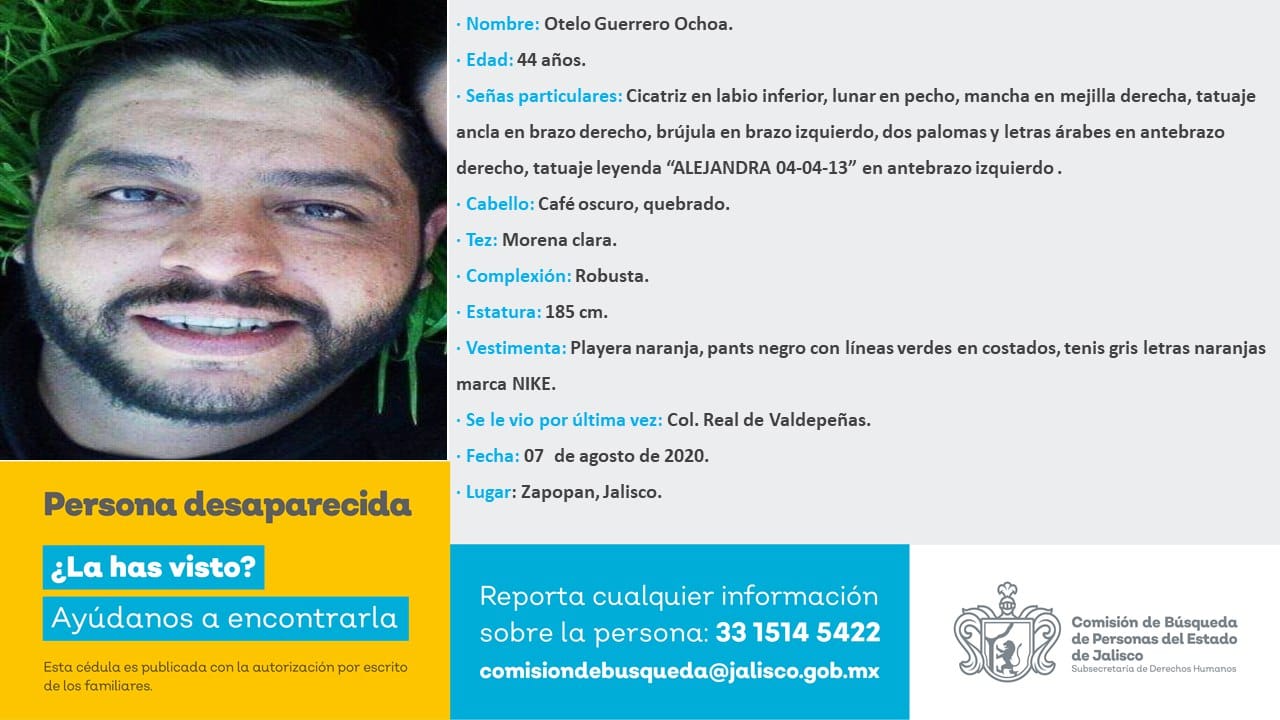 · Nombre: Otelo Guerrero Ochoa.
· Edad: 44 años.
· Señas particulares: Cicatriz en labio inferior, lunar en pecho, mancha en mejilla derecha, tatuaje
ancla en brazo derecho, brújula en brazo izquierdo, dos palomas y letras árabes en antebrazo
derecho, tatuaje leyenda “ALEJANDRA 04-04-13” en antebrazo izquierdo .
· Cabello: Café oscuro, quebrado.
· Tez: Morena clara.
· Complexión: Robusta.
· Estatura: 185 cm.
· Vestimenta: Playera naranja, pants negro con líneas verdes en costados, tenis gris letras naranjas
marca NIKE.
· Se le vio por última vez: Col. Real de Valdepeñas.
· Fecha: 07 de agosto de 2020.
· Lugar: Zapopan, Jalisco.
Persona desaparecida
¿La has visto?
Ayúdanos a encontrarla
Esta cédula es publicada con la autorización por escrito
de los familiares.
Reporta cualquier información
sobre la persona: 33 1514 5422
comisiondebusqueda@jalisco.gob.mx
Comisión de Búsqueda
de Personas del Estado
de Jalisco
Subsecretaría de Derechos Humanos